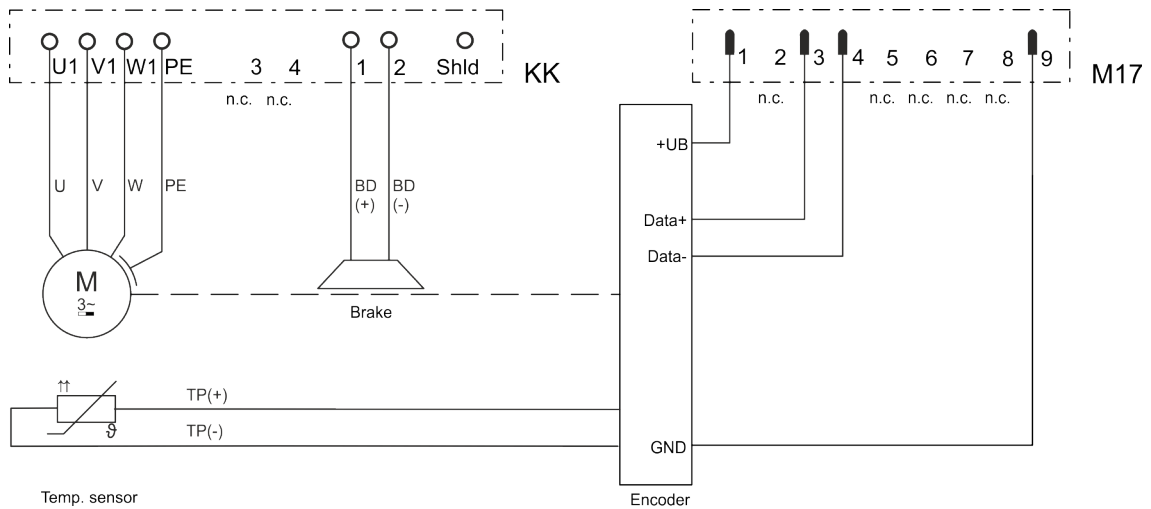 U1 V1 W1 PE 3 4 1 2 Shld KK
n.c. n.c.
1 2 3 4 5 6 7 8 9 M17
n.c. n.c. n.c. n.c. n.c.
+UB
U V W PE BD (+) BD (-)
Data+
Data-
M
3~
Brake
↑↑
TP(+)
ϑ
TP(-)
GND
Temp. sensor
Encoder